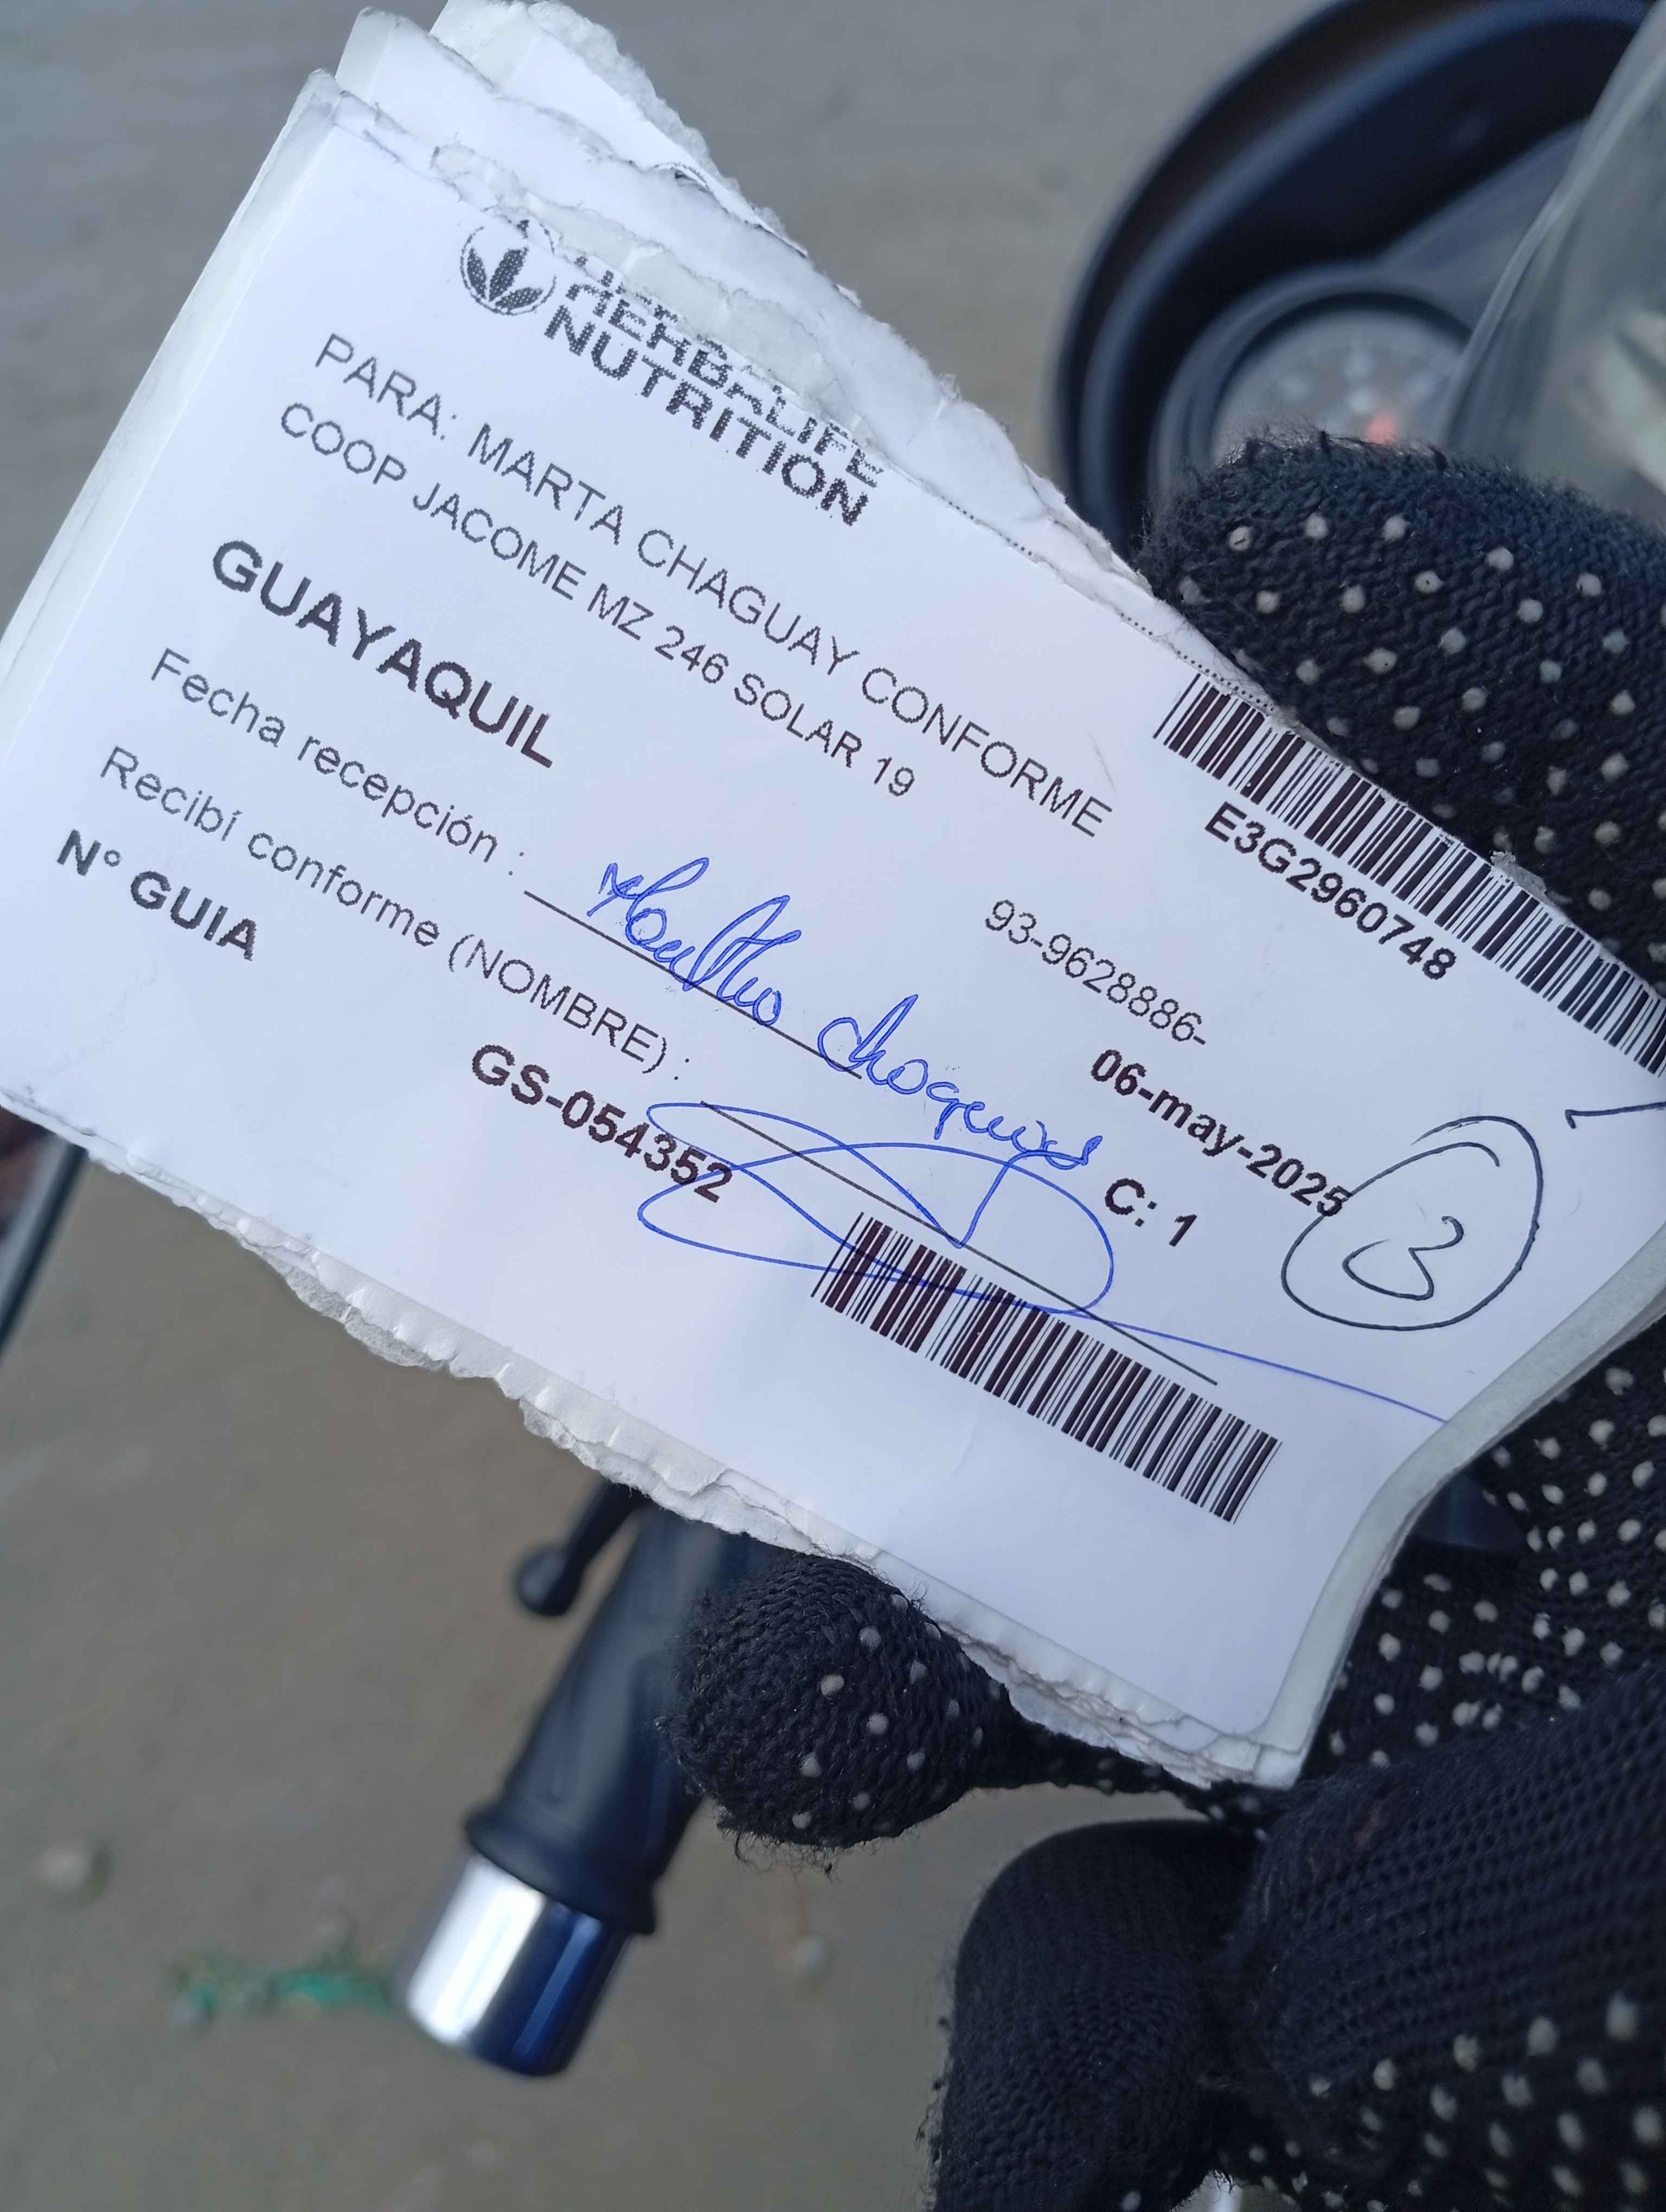 HERBALIFE
NUTRITION
PARA: MARTA CHAGUAY CONFORME
COOP JACOME MZ 246 SOLAR 19
E3G2960748
GUAYAQUIL
93-9628886-
06-may-2025
Fecha recepción :
Recibí conforme (NOMBRE) :
C: 1
3
N° GUIA
GS-054352